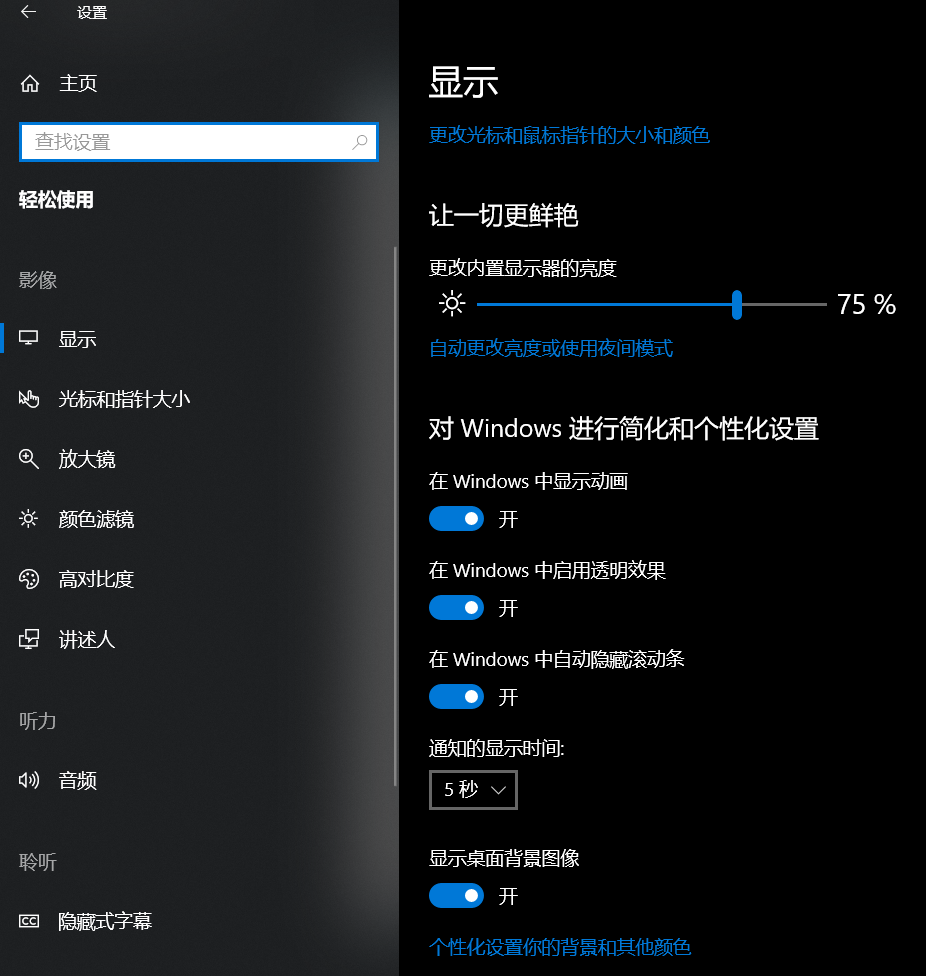 设置
主页
查找设置
轻松使用
影像
显示
光标和指针大小
放大镜
颜色滤镜
高对比度
讲述人
听力
音频
聆听
隐藏式字幕
显示
更改光标和鼠标指针的大小和颜色
让一切更鲜艳
更改内置显示器的亮度
75 %
自动更改亮度或使用夜间模式
对 Windows 进行简化和个性化设置
在 Windows 中显示动画
开
在 Windows 中启用透明效果
开
在 Windows 中自动隐藏滚动条
开
通知的显示时间:
5 秒
显示桌面背景图像
开
个性化设置你的背景和其他颜色